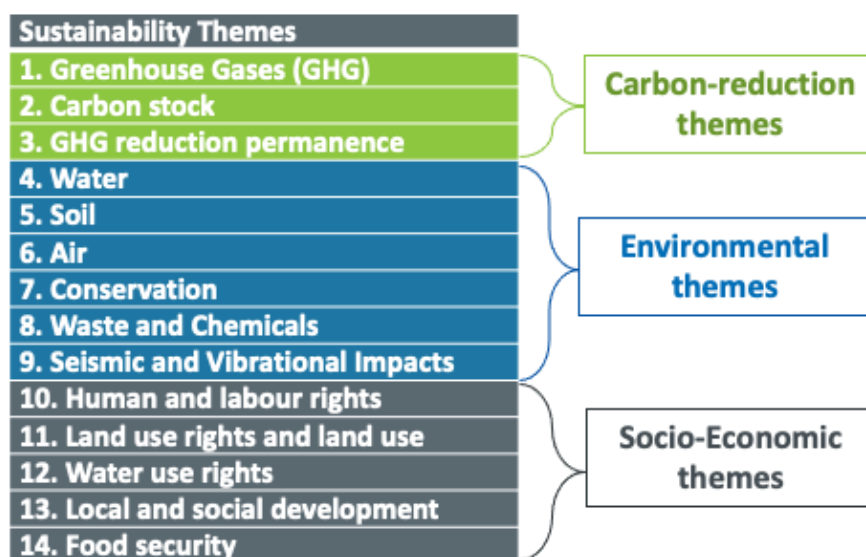 Sustainability Themes
1. Greenhouse Gases (GHG)
2. Carbon stock
3. GHG reduction permanence
4. Water
5. Soil
6. Air
7. Conservation
8. Waste and Chemicals
9. Seismic and Vibrational Impacts
10. Human and labour rights
11. Land use rights and land use
12. Water use rights
13. Local and social development
14. Food security
Carbon-reduction
themes
Environmental
themes
Socio-Economic
themes